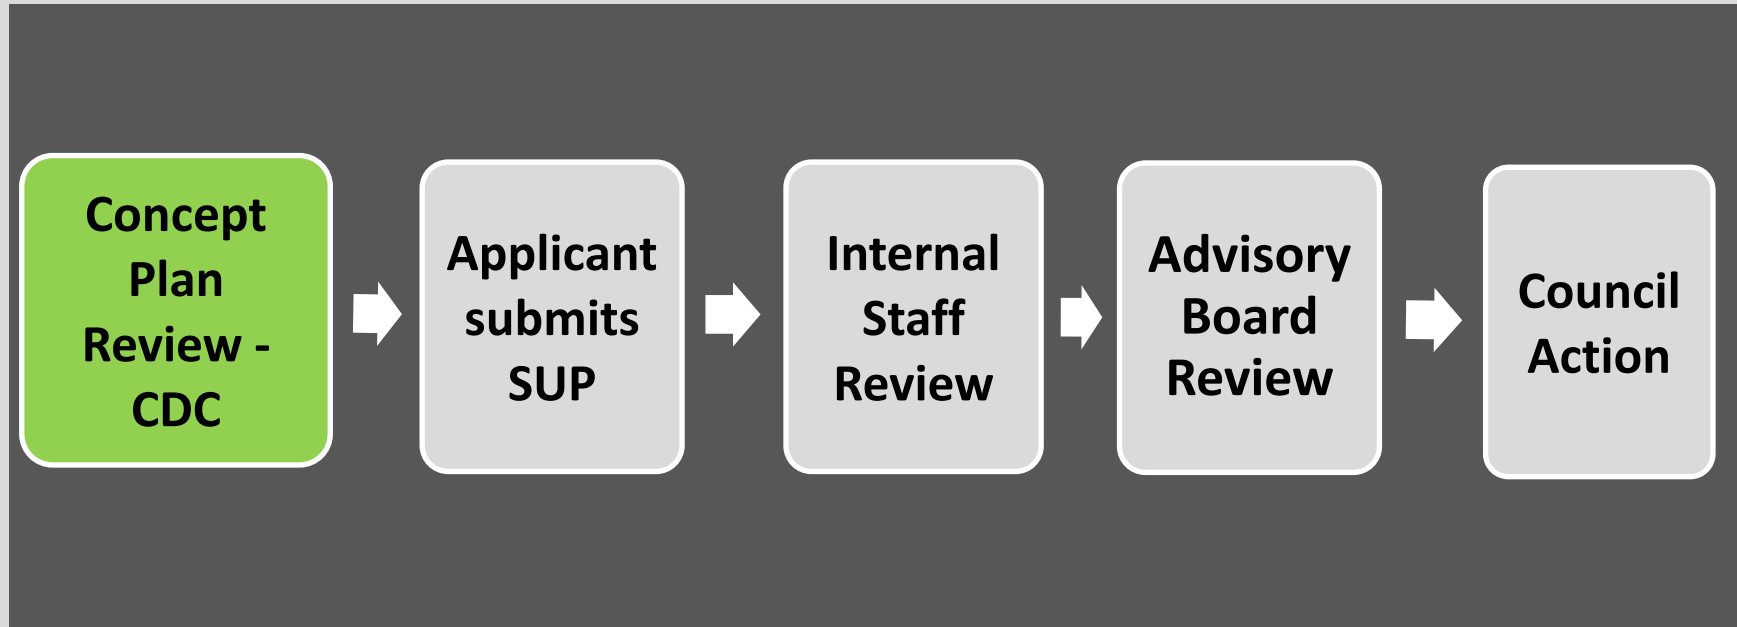 Concept
Plan
Review -
CDC
Applicant
submits
SUP
Internal
Staff
Review
Advisory
Board
Review
Council
Action